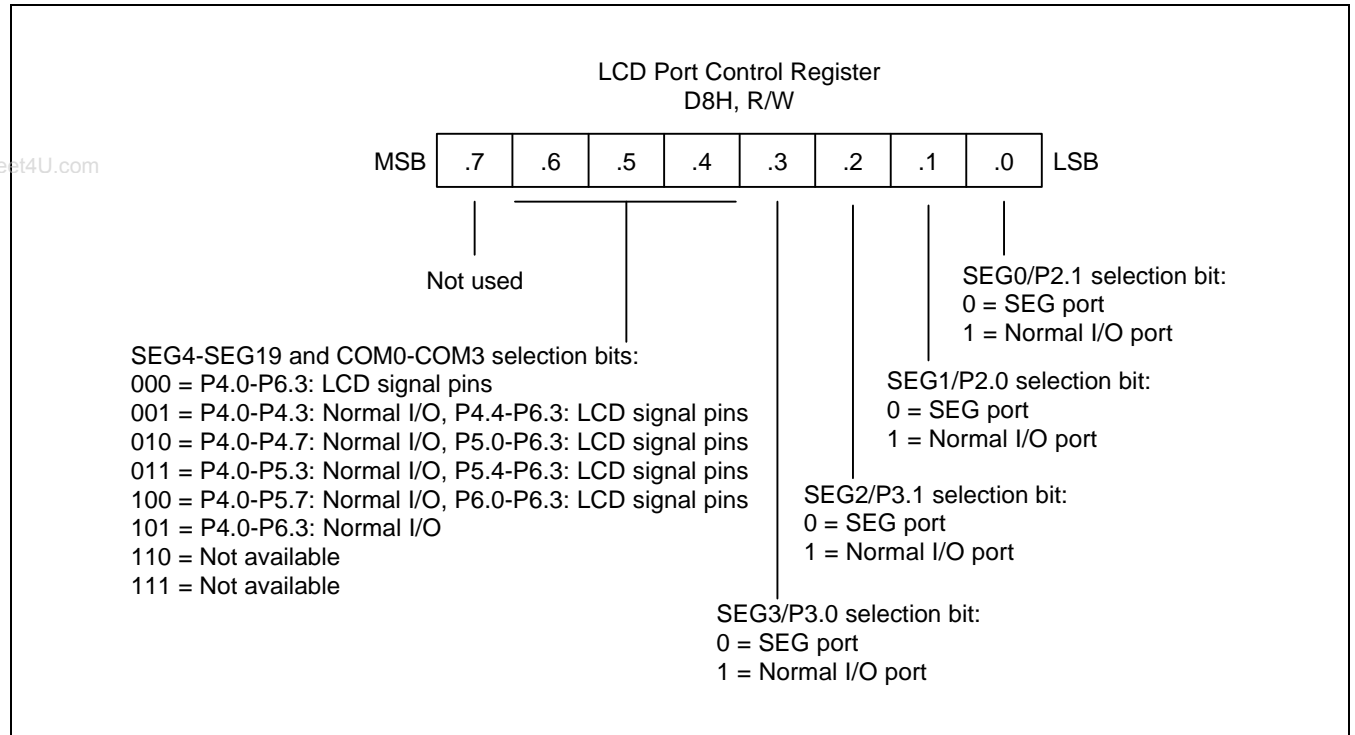 LCD Port Control Register
D8H, R/W
eet4U.com
MSB .7 .6 .5 .4 .3 .2 .1 .0 LSB
Not used
SEG4-SEG19 and COM0-COM3 selection bits:
000 = P4.0-P6.3: LCD signal pins
001 = P4.0-P4.3: Normal I/O, P4.4-P6.3: LCD signal pins
010 = P4.0-P4.7: Normal I/O, P5.0-P6.3: LCD signal pins
011 = P4.0-P5.3: Normal I/O, P5.4-P6.3: LCD signal pins
100 = P4.0-P5.7: Normal I/O, P6.0-P6.3: LCD signal pins
101 = P4.0-P6.3: Normal I/O
110 = Not available
111 = Not available
SEG0/P2.1 selection bit:
0 = SEG port
1 = Normal I/O port
SEG1/P2.0 selection bit:
0 = SEG port
1 = Normal I/O port
SEG2/P3.1 selection bit:
0 = SEG port
1 = Normal I/O port
SEG3/P3.0 selection bit:
0 = SEG port
1 = Normal I/O port